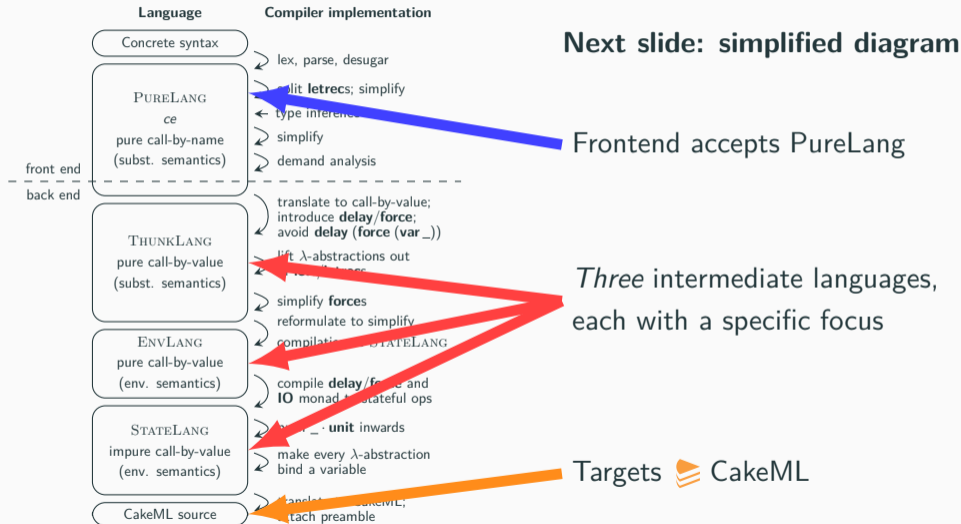 Language
Compiler implementation
Concrete syntax
lex, parse, desugar
Next slide: simplified diagram
PURELANG
ce
pure call-by-name
(subst. semantics)
split letrecs; simplify
type inference
simplify
demand analysis
Frontend accepts PureLang
front end
back end
THUNKLANG
pure call-by-value
(subst. semantics)
translate to call-by-value;
introduce delay/force;
avoid delay (force (var _))
lift λ-abstractions out
simplify forces
reformulate to simplify
compilation STATELANG
Three intermediate languages,
each with a specific focus
ENVLANG
pure call-by-value
(env. semantics)
compile delay/force and
IO monad to stateful ops
STATELANG
impure call-by-value
(env. semantics)
_ · unit inwards
make every λ-abstraction
bind a variable
Targets CakeML
CakeML source
attach preamble